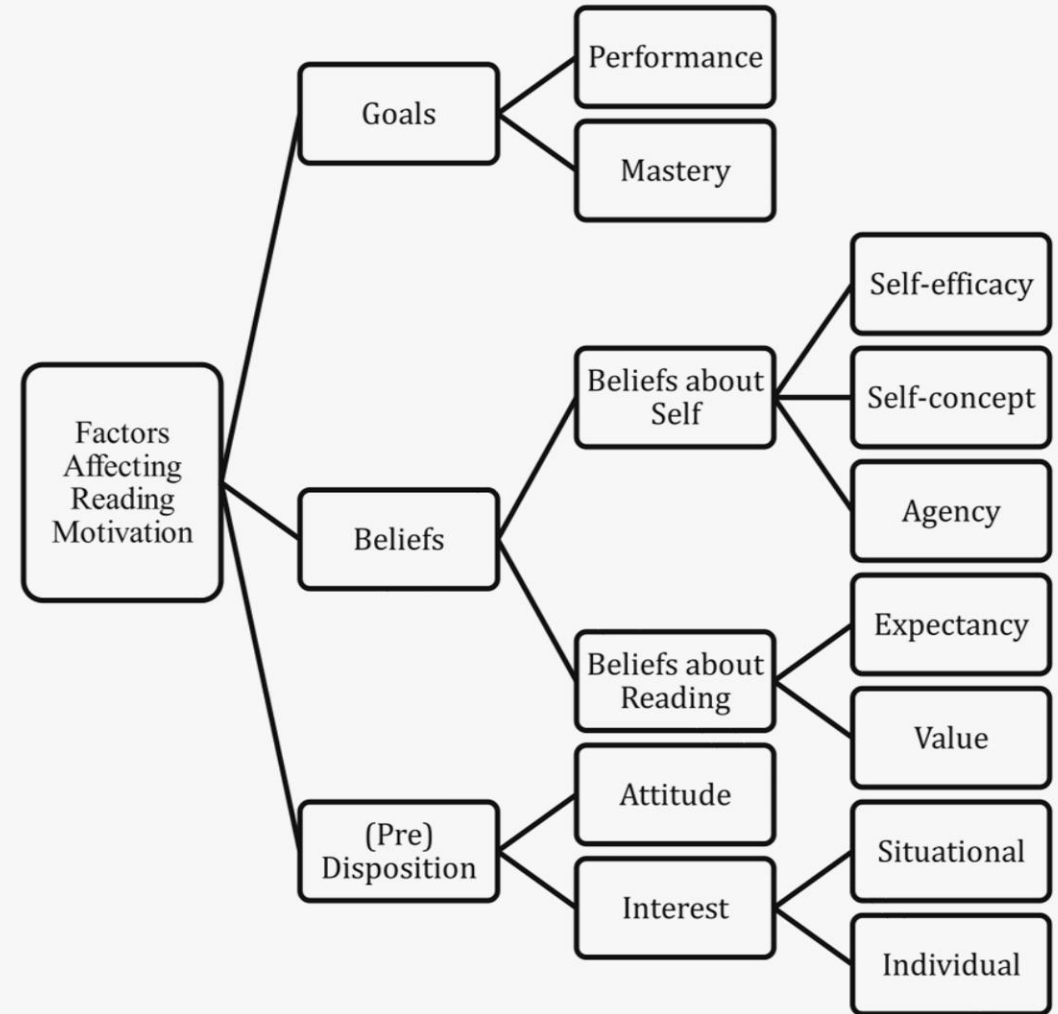 Factors
Affecting
Reading
Motivation
Goals
Performance
Mastery
Beliefs
Beliefs about
Self
Self-efficacy
Self-concept
Agency
Beliefs about
Reading
Expectancy
Value
(Pre)
Disposition
Attitude
Interest
Situational
Individual